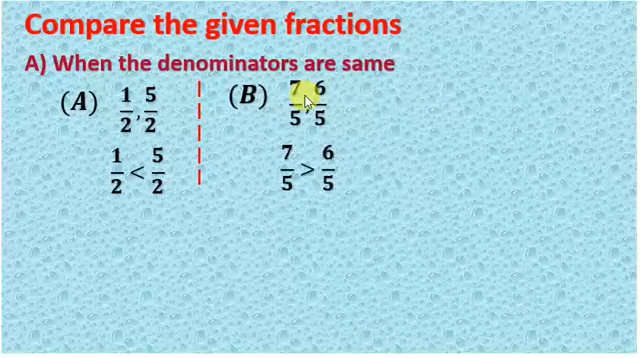 Compare the given fractions
A) When the denominators are same
(A) 1/2, 5/2 (B) 7/5, 6/5
1/2 < 5/2 7/5 > 6/5